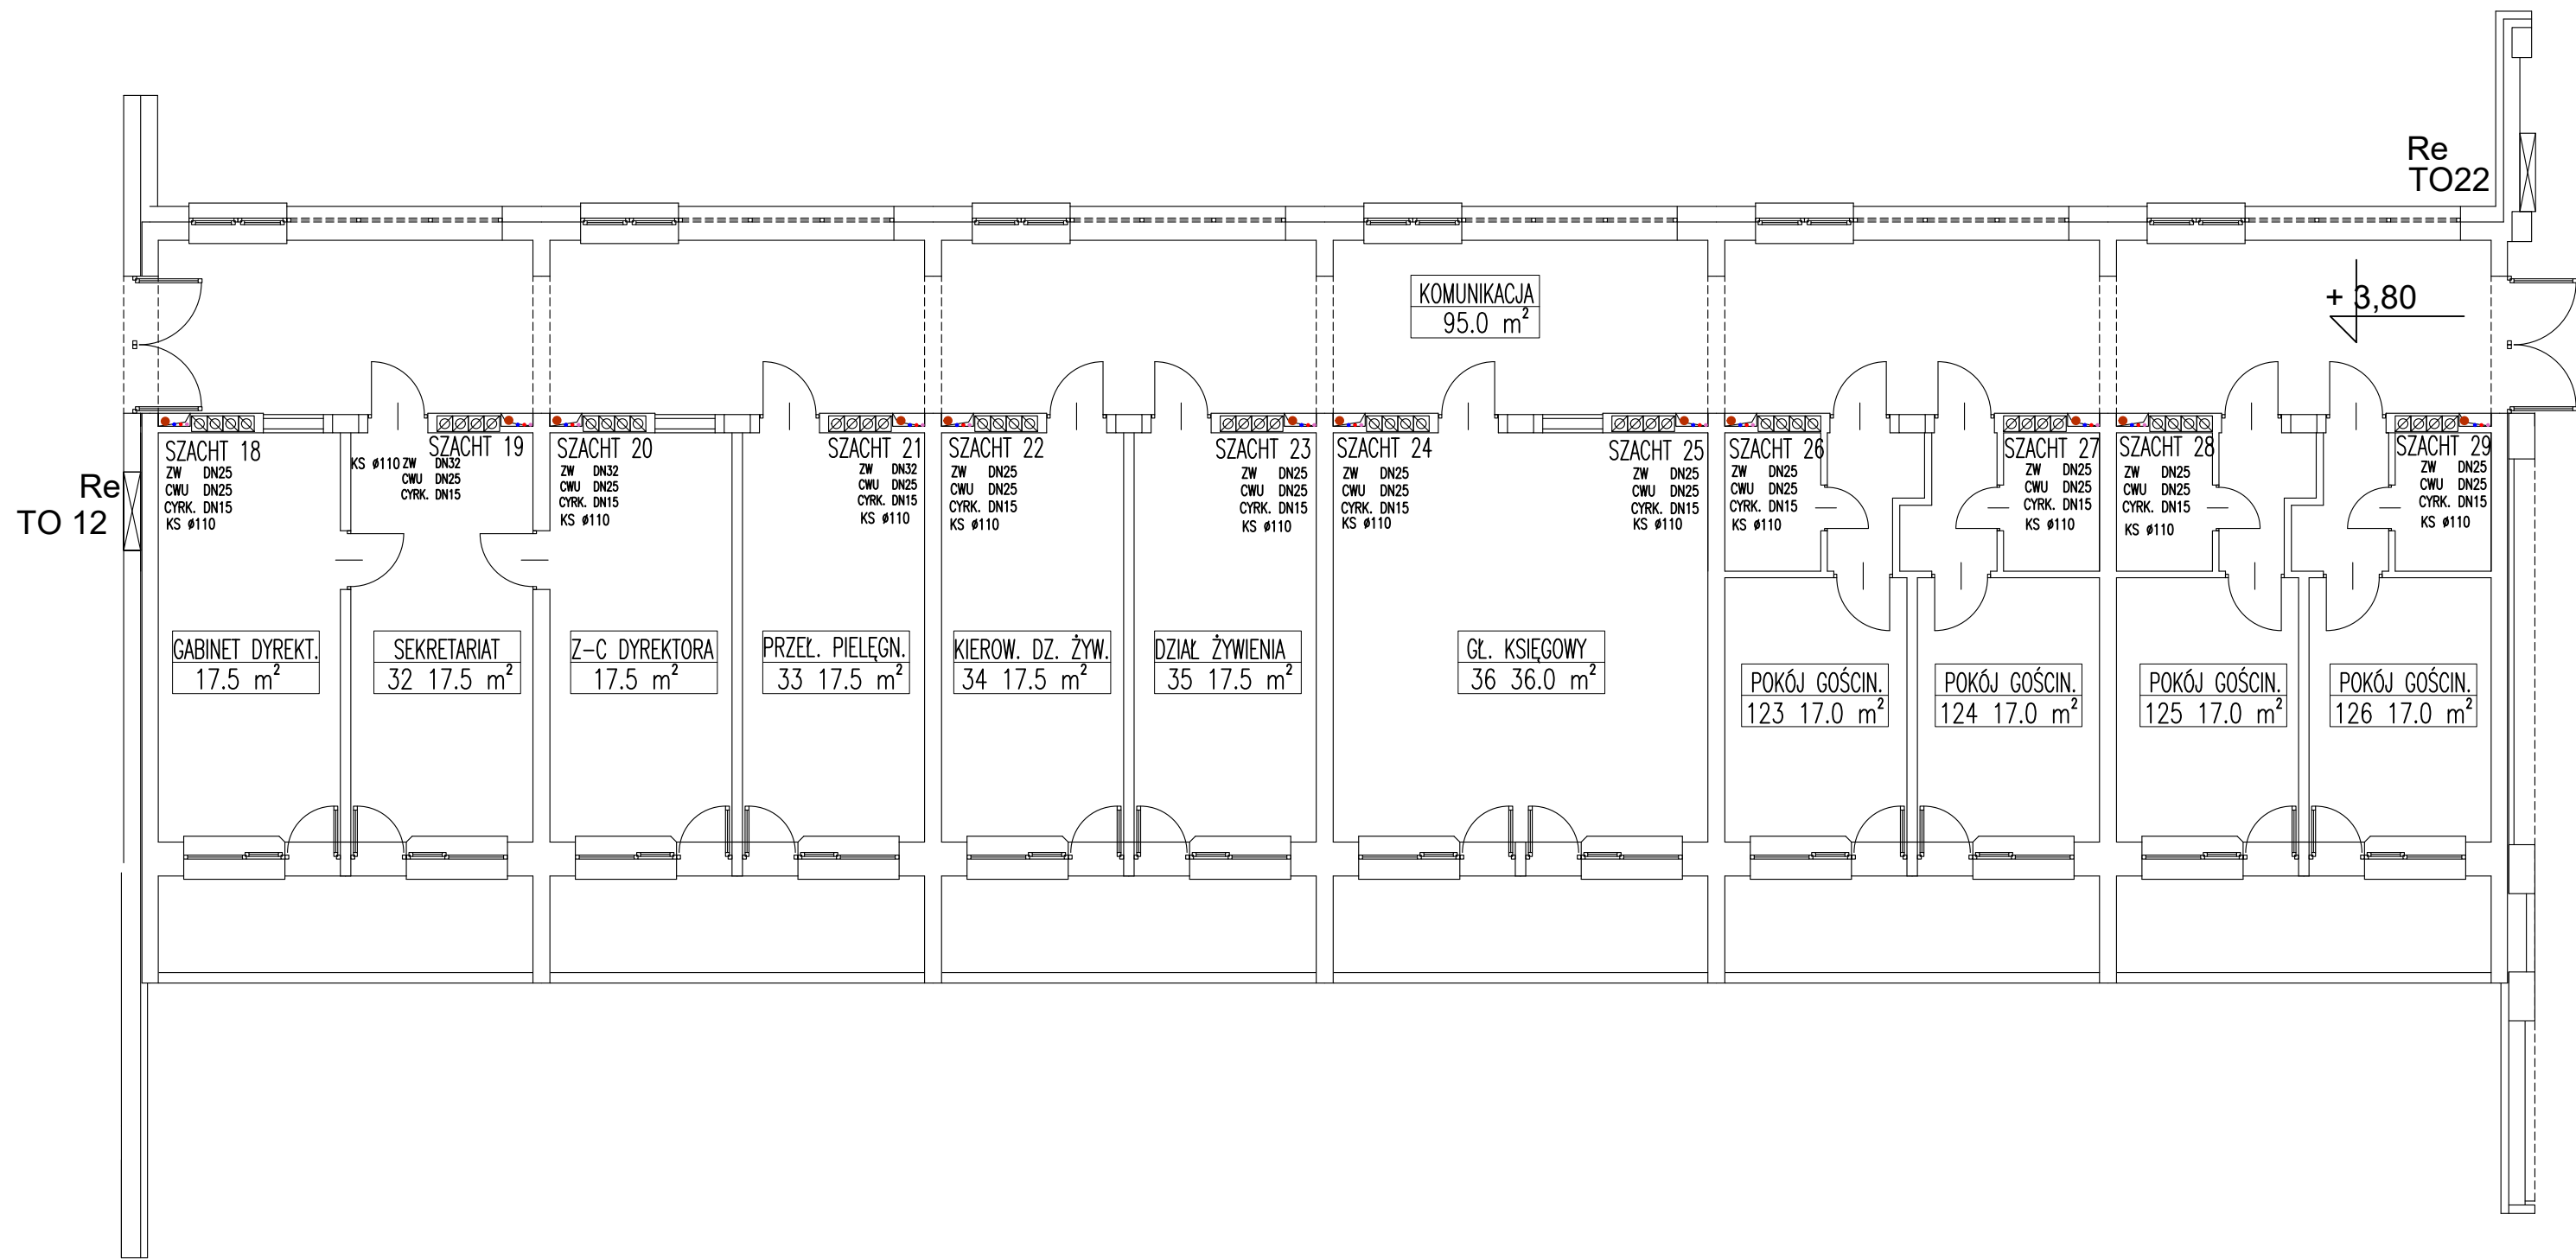 Re
TO22
KOMUNIKACJA
95.0 m²
+ 3,80
Re
TO 12
SZACHT 18
ZW DN25
CWU DN25
CYRK. DN15
KS ø110
KS ø110
SZACHT 19
ZW DN32
CWU DN25
CYRK. DN15
SZACHT 20
ZW DN32
CWU DN25
CYRK. DN15
KS ø110
SZACHT 21
ZW DN32
CWU DN25
CYRK. DN15
KS ø110
SZACHT 22
ZW DN25
CWU DN25
CYRK. DN15
KS ø110
SZACHT 23
ZW DN25
CWU DN25
CYRK. DN15
KS ø110
SZACHT 24
ZW DN25
CWU DN25
CYRK. DN15
KS ø110
SZACHT 25
ZW DN25
CWU DN25
CYRK. DN15
KS ø110
SZACHT 26
ZW DN25
CWU DN25
CYRK. DN15
KS ø110
SZACHT 27
ZW DN25
CWU DN25
CYRK. DN15
KS ø110
SZACHT 28
ZW DN25
CWU DN25
CYRK. DN15
KS ø110
SZACHT 29
ZW DN25
CWU DN25
CYRK. DN15
KS ø110
GABINET DYREKT.
17.5 m²
SEKRETARIAT
32 17.5 m²
Z-C DYREKTORA
17.5 m²
PRZEŁ. PIELĘGN.
33 17.5 m²
KIEROW. DZ. ŻYW.
34 17.5 m²
DZIAŁ ŻYWIENIA
35 17.5 m²
GŁ. KSIĘGOWY
36 36.0 m²
POKÓJ GOŚCIN.
123 17.0 m²
POKÓJ GOŚCIN.
124 17.0 m²
POKÓJ GOŚCIN.
125 17.0 m²
POKÓJ GOŚCIN.
126 17.0 m²